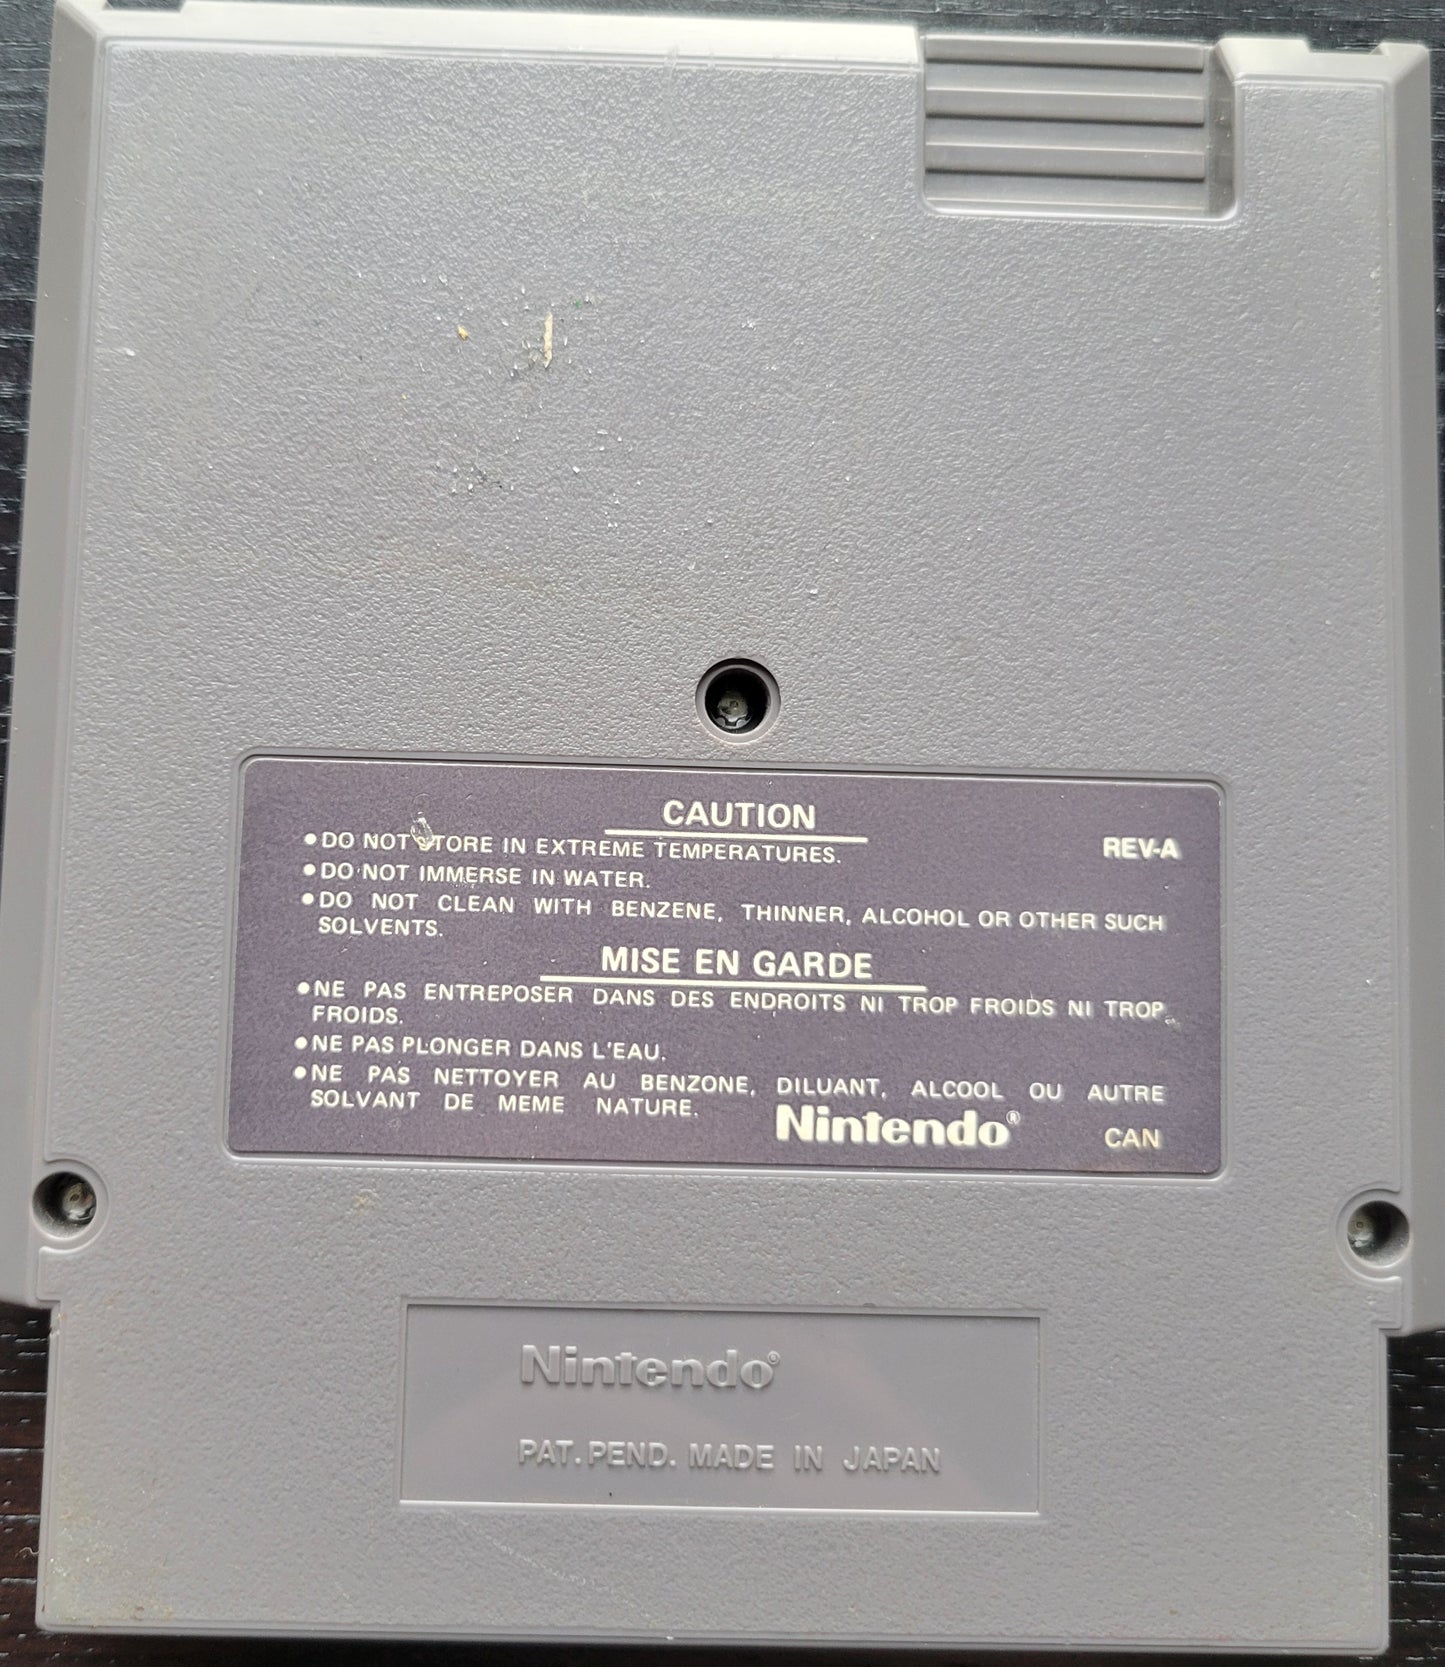 CAUTION
•DO NOT STORE IN EXTREME TEMPERATURES.
REV-A
•DO NOT IMMERSE IN WATER.
•DO NOT CLEAN WITH BENZENE, THINNER, ALCOHOL OR OTHER SUCH
SOLVENTS.
MISE EN GARDE
•NE PAS ENTREPOSER DANS DES ENDROITS NI TROP FROIDS NI TROP
FROIDS.
•NE PAS PLONGER DANS L'EAU.
•NE PAS NETTOYER AU BENZONE, DILUANT, ALCOOL OU AUTRE
SOLVANT DE MEME NATURE.
Nintendo®
CAN
Nintendo®
PAT. PEND. MADE IN JAPAN